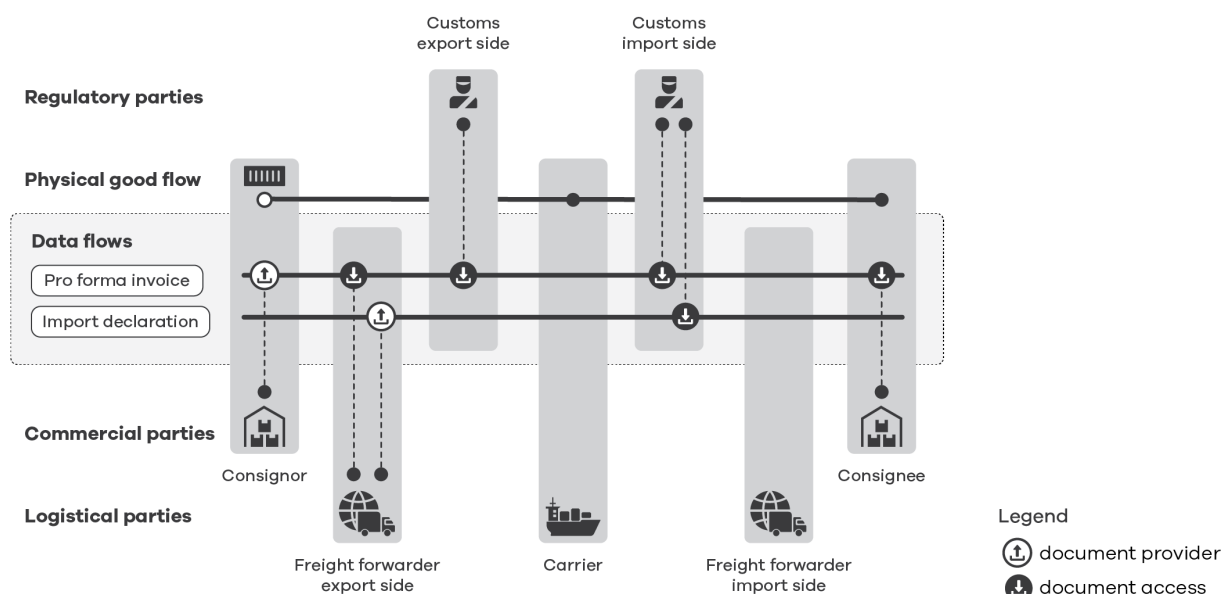 Customs
export side
Customs
import side
Regulatory parties
Physical good flow
Data flows
Pro forma invoice
Import declaration
Commercial parties
Consignor
Consignee
Logistical parties
Freight forwarder
export side
Carrier
Freight forwarder
import side
Legend
document provider
document access